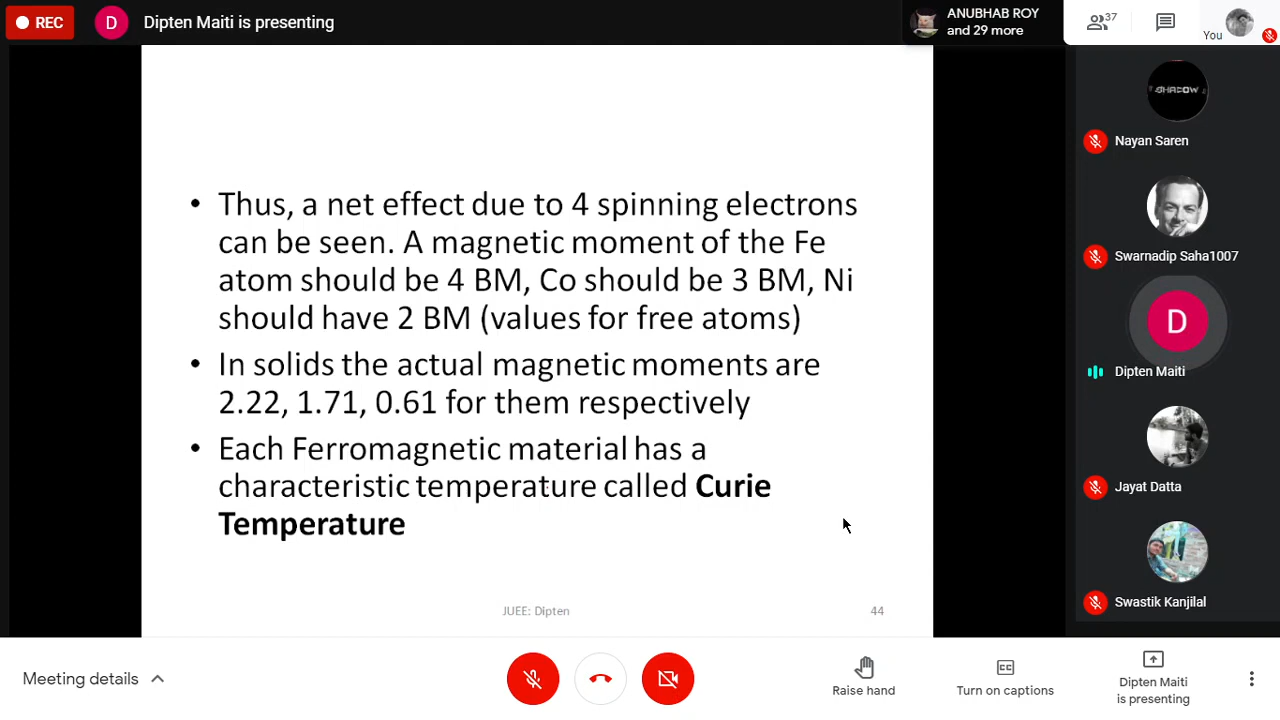 REC
D
Dipten Maiti is presenting
ANUBHAB ROY
and 29 more
37
You
SHADOW
Nayan Saren
Swarnadip Saha1007
D
Dipten Maiti
Jayat Datta
Swastik Kanjilal
• Thus, a net effect due to 4 spinning electrons
can be seen. A magnetic moment of the Fe
atom should be 4 BM, Co should be 3 BM, Ni
should have 2 BM (values for free atoms)
• In solids the actual magnetic moments are
2.22, 1.71, 0.61 for them respectively
• Each Ferromagnetic material has a
characteristic temperature called Curie
Temperature
JUEE: Dipten
44
Meeting details
Raise hand
CC
Turn on captions
Dipten Maiti
is presenting